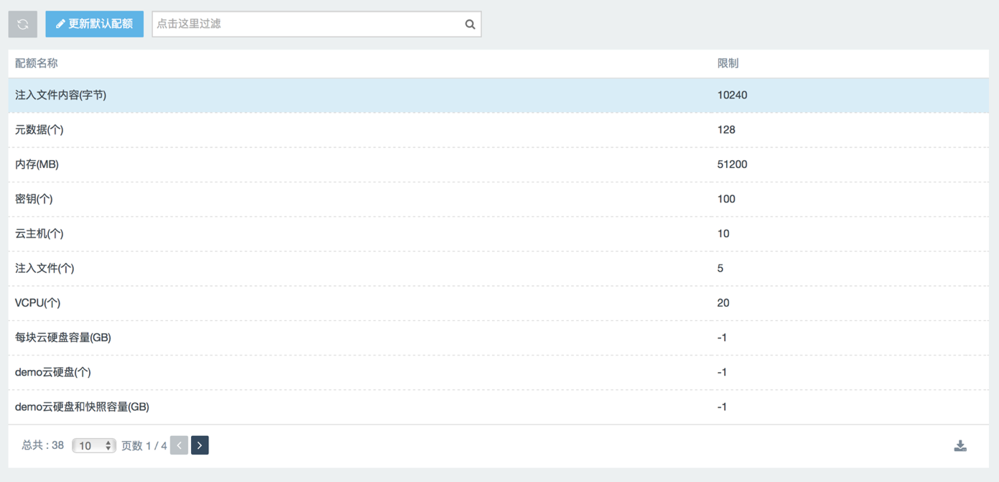 更新默认配额 点击这里过滤
配额名称 限制
注入文件内容(字节) 10240
元数据(个) 128
内存(MB) 51200
密钥(个) 100
云主机(个) 10
注入文件(个) 5
VCPU(个) 20
每块云硬盘容量(GB) -1
demo云硬盘(个) -1
demo云硬盘和快照容量(GB) -1
总共 : 38 10 页数 1 / 4